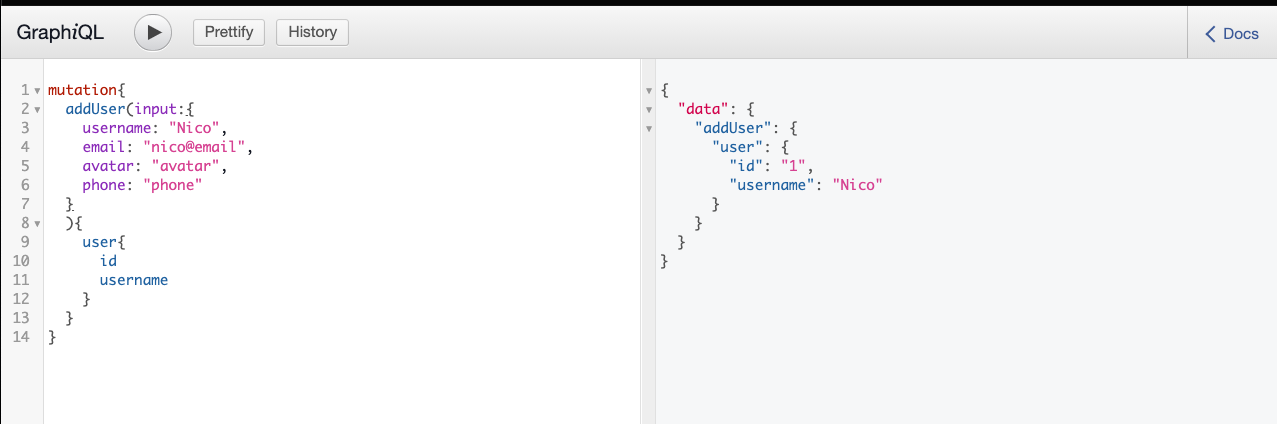 GraphiQL Prettify History Docs
1 mutation{
2   addUser(input:{
3     username: "Nico",
4     email: "nico@email",
5     avatar: "avatar",
6     phone: "phone"
7   }
8   ){
9     user{
10       id
11       username
12     }
13   }
14 }
{
  "data": {
    "addUser": {
      "user": {
        "id": "1",
        "username": "Nico"
      }
    }
  }
}